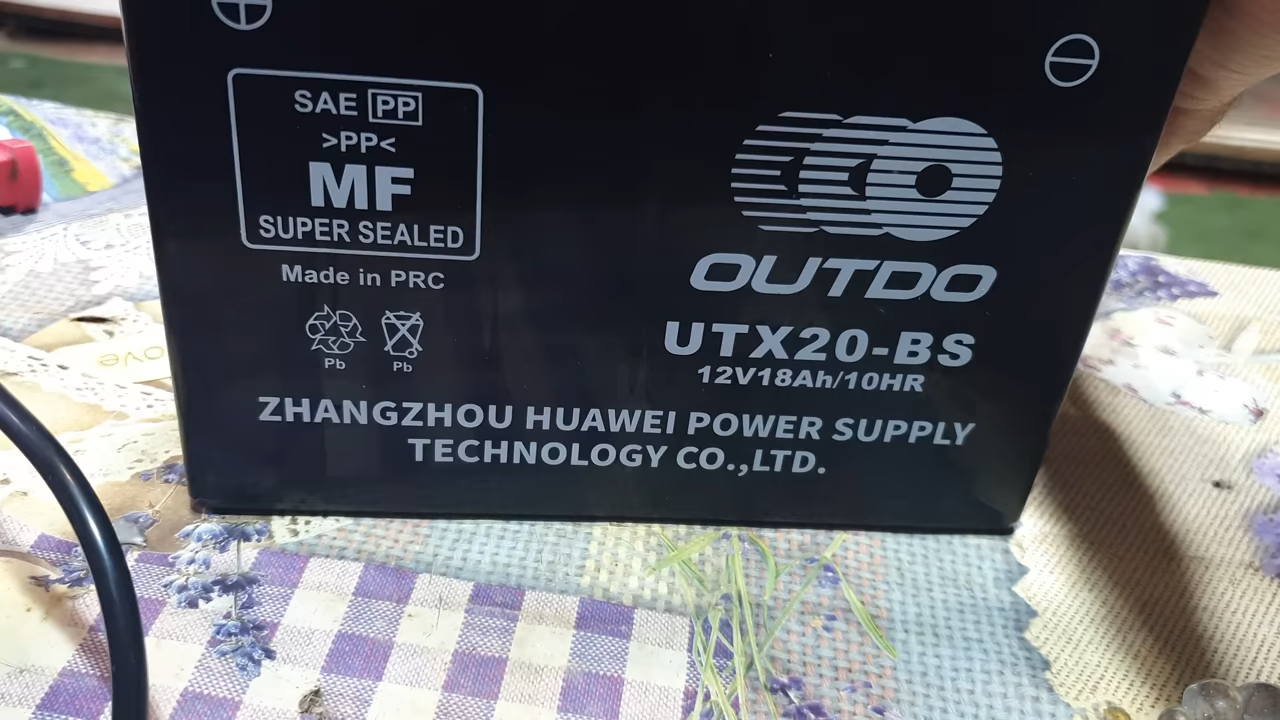 SAE PP
>PP<
MF
SUPER SEALED
Made in PRC
Pb
Pb
OUTDO
UTX20-BS
12V18Ah/10HR
ZHANGZHOU HUAWEI POWER SUPPLY
TECHNOLOGY CO.,LTD.
ove